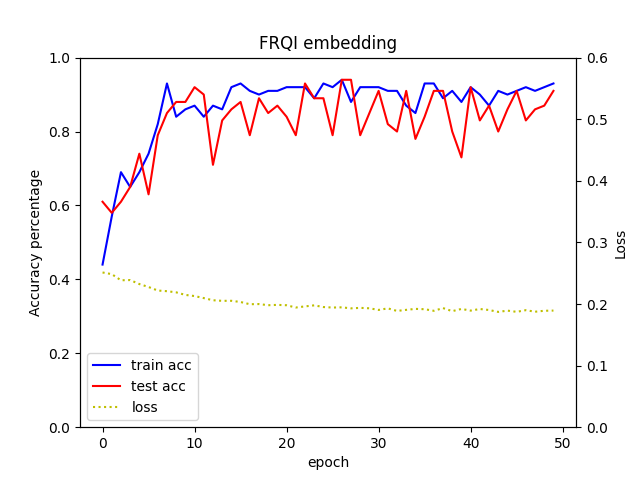 FRQI embedding
1.0
0.8
0.6
0.4
0.2
0.0
Accuracy percentage
0.6
0.5
0.4
0.3
0.2
0.1
0.0
Loss
train acc
test acc
loss
0 10 20 30 40 50
epoch